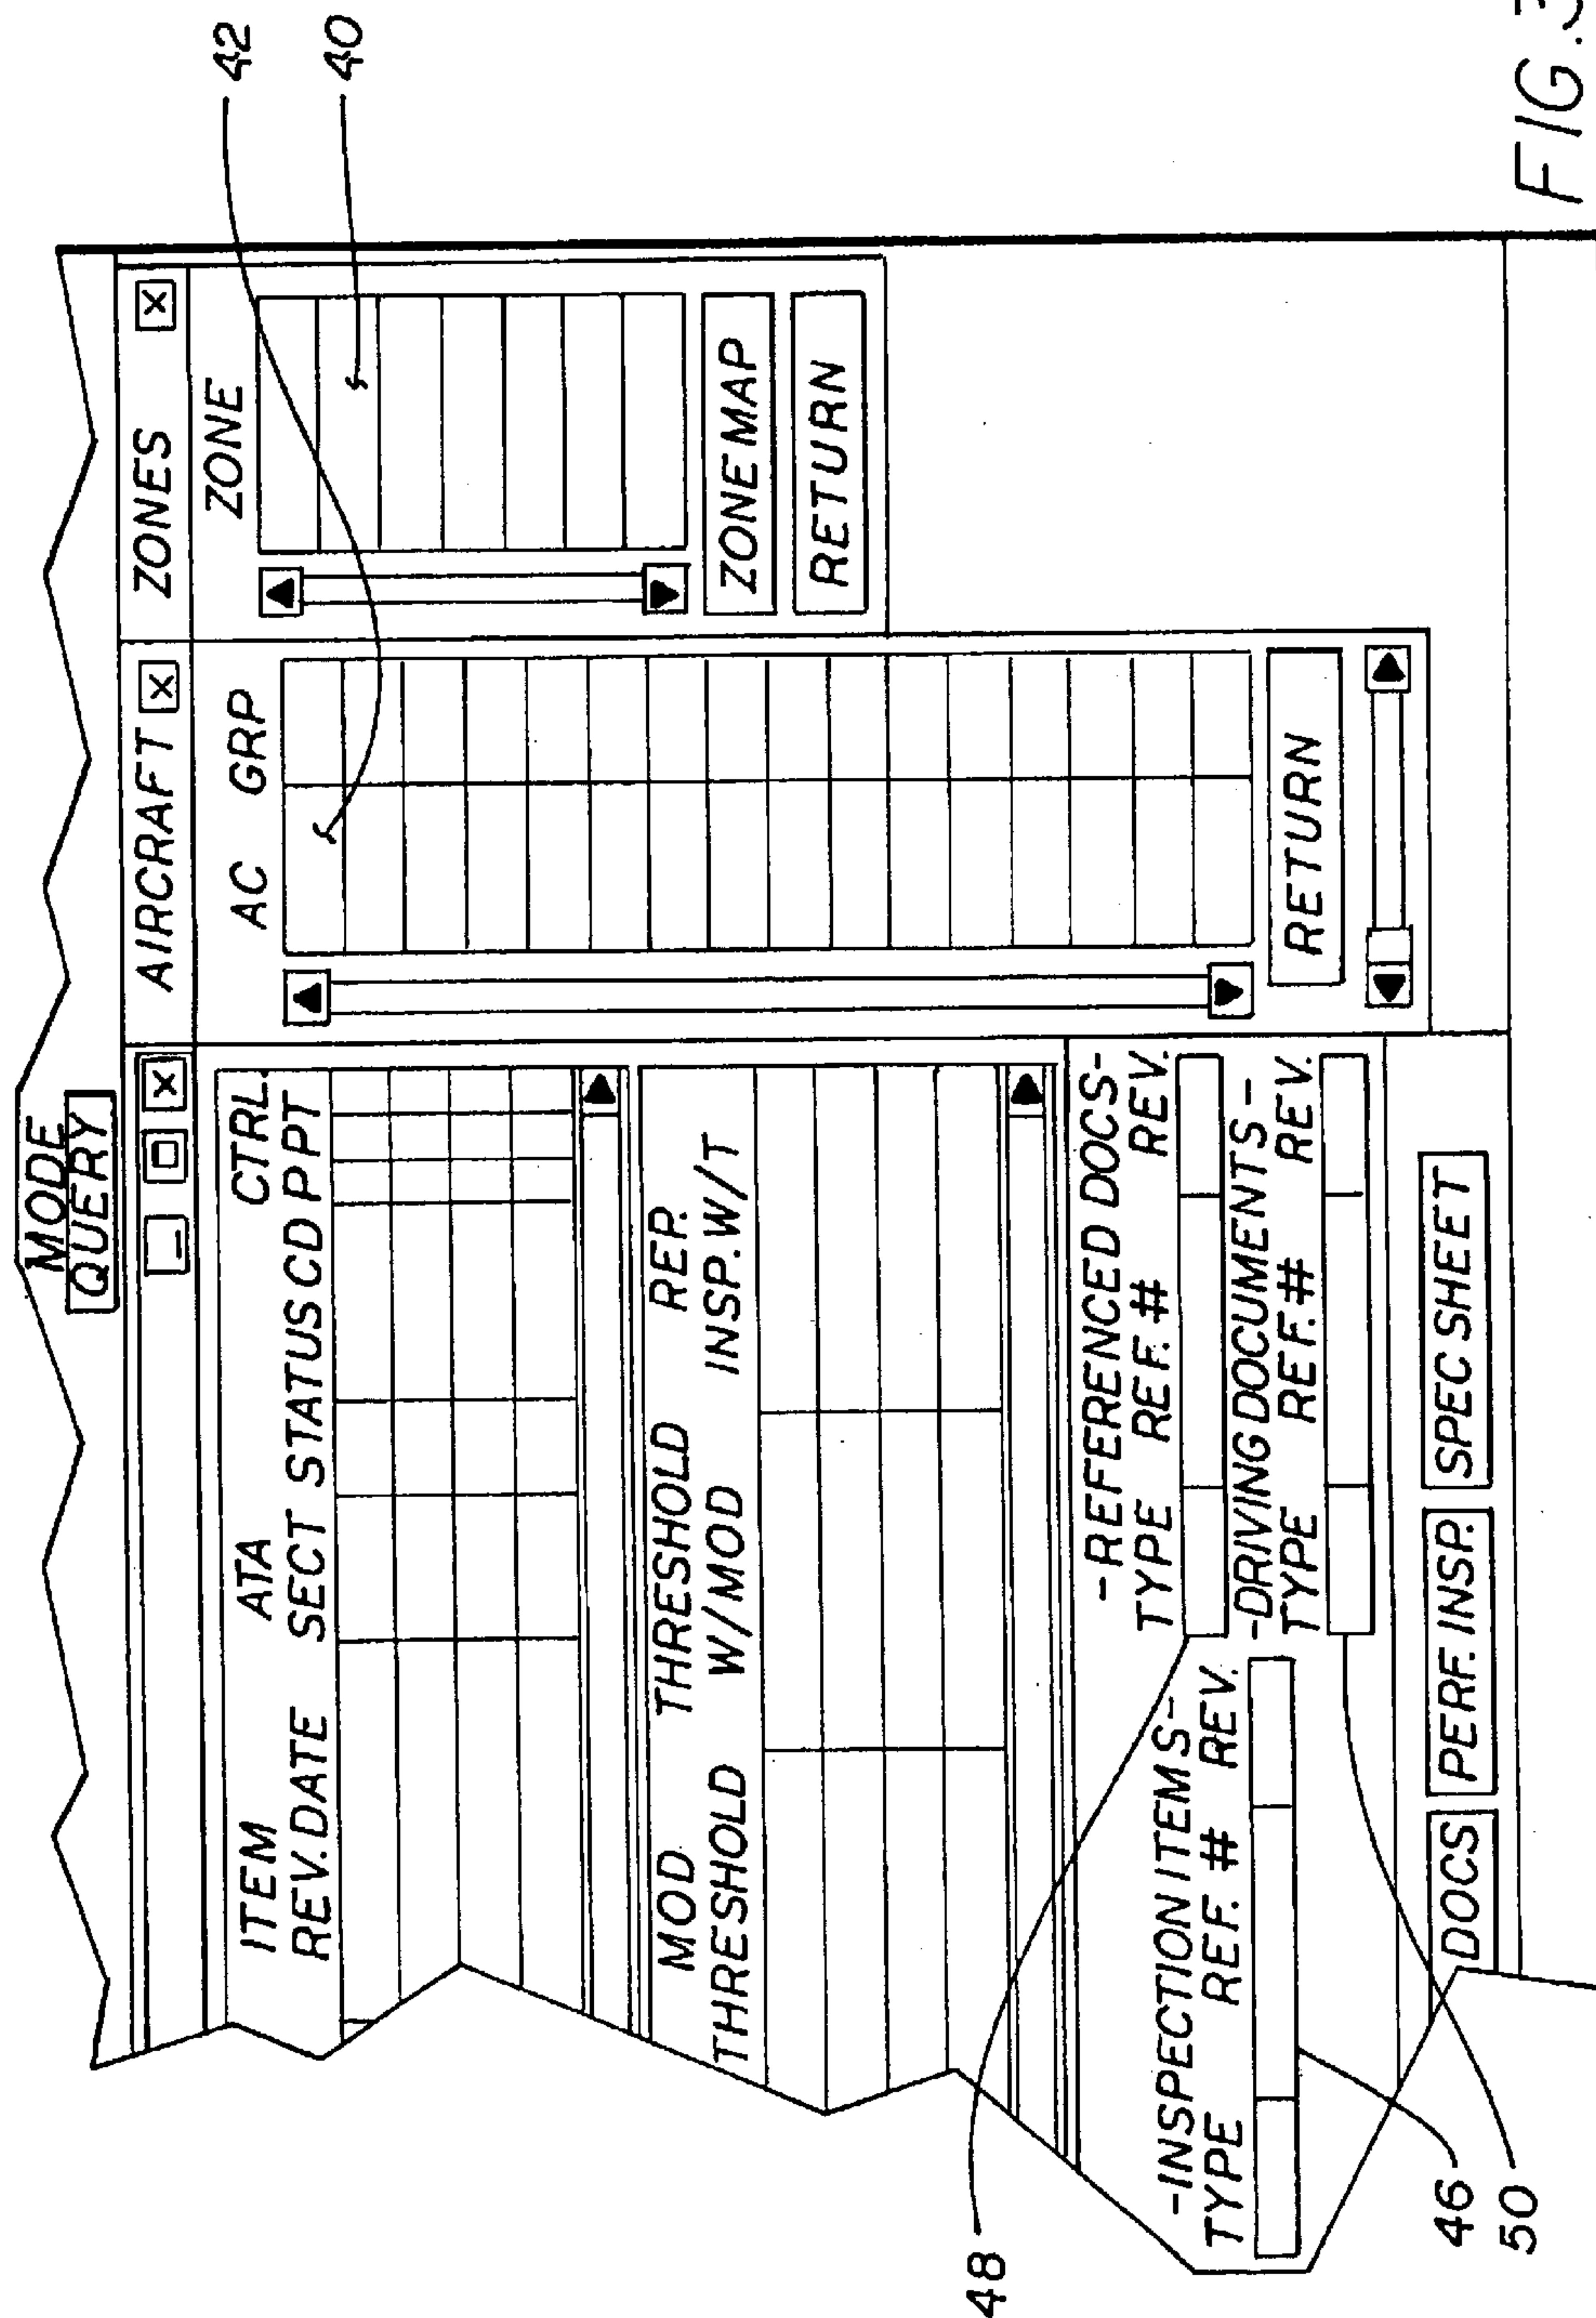 MODE
QUERY
AIRCRAFT X
ZONES X
_ □ X
ITEM ATA CTRL.
REV.DATE SECT STATUS CD P PT
AC GRP
ZONE
42
40
MOD THRESHOLD REP.
THRESHOLD W/MOD INSP.W/T
ZONE MAP
RETURN
RETURN
-REFERENCED DOCS-
TYPE REF.# REV.
-INSPECTION ITEMS-
TYPE REF. # REV.
-DRIVING DOCUMENTS-
TYPE REF.# REV.
DOCS PERF. INSP. SPEC SHEET
48
46
50